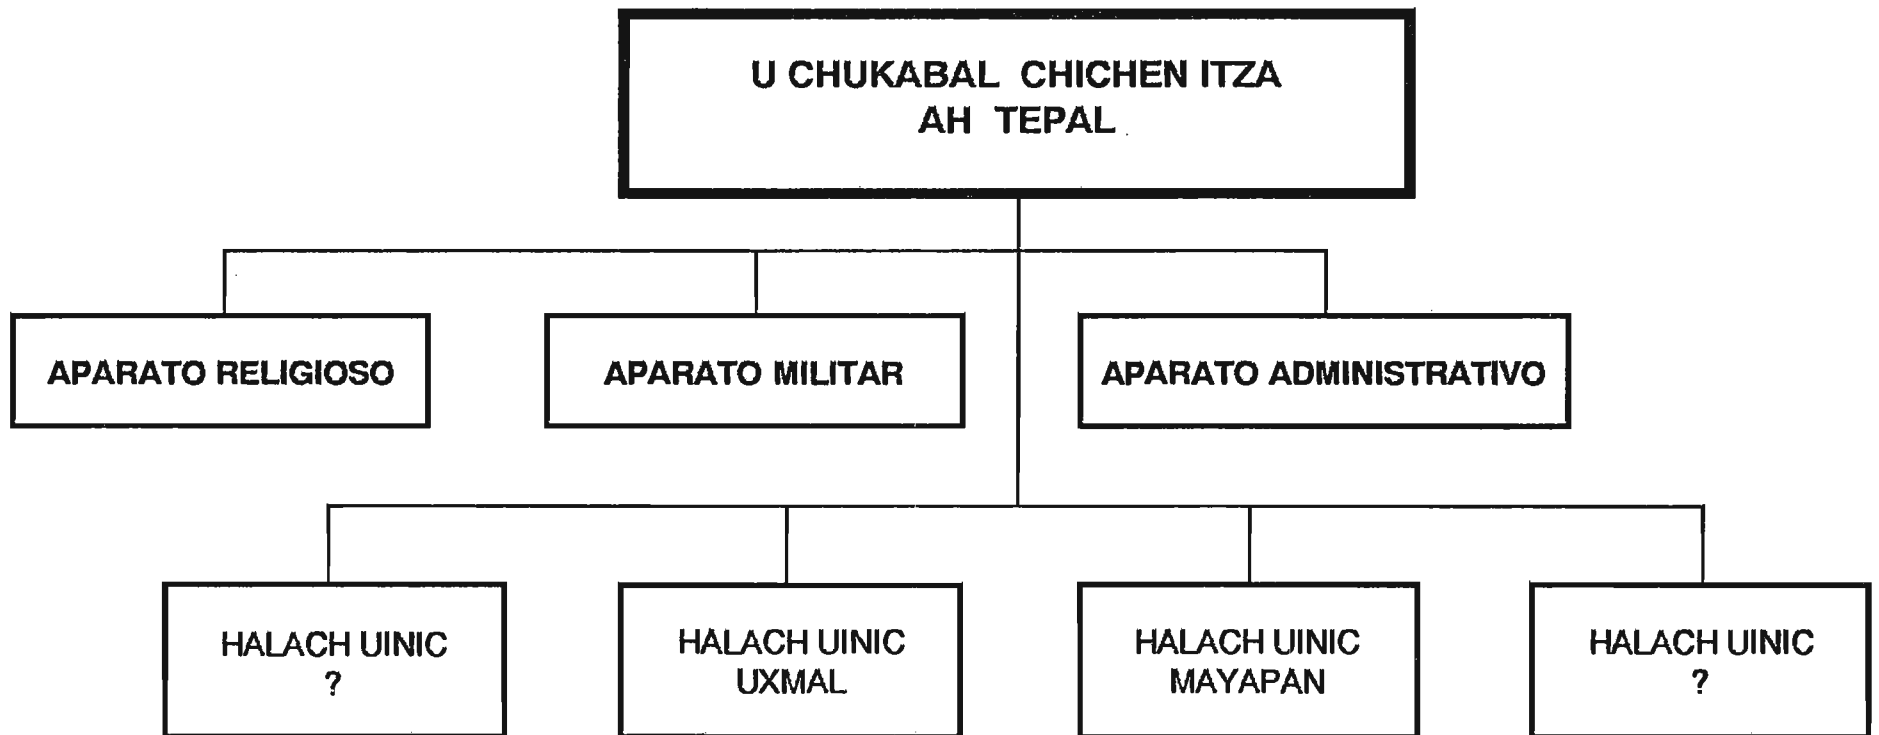 U CHUKABAL CHICHEN ITZA
AH TEPAL
APARATO RELIGIOSO
APARATO MILITAR
APARATO ADMINISTRATIVO
HALACH UINIC
?
HALACH UINIC
UXMAL
HALACH UINIC
MAYAPAN
HALACH UINIC
?